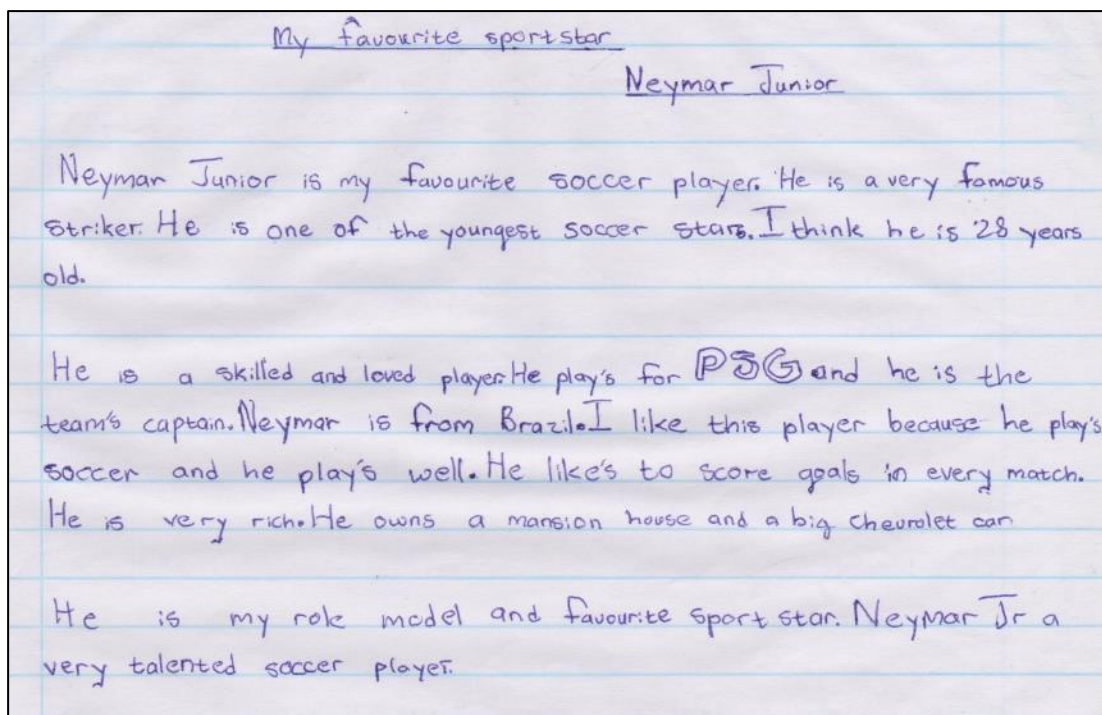 My favourite sportstar
Neymar Junior
Neymar Junior is my favourite soccer player. He is a very famous
striker. He is one of the youngest soccer stars. I think he is 28 years
old.
He is a skilled and loved player. He play's for PSG and he is the
team's captain. Neymar is from Brazil. I like this player because he play's
soccer and he play's well. He like's to score goals in every match.
He is very rich. He owns a mansion house and a big Chevrolet car
He is my role model and favourite sport star. Neymar Jr a
very talented soccer player.